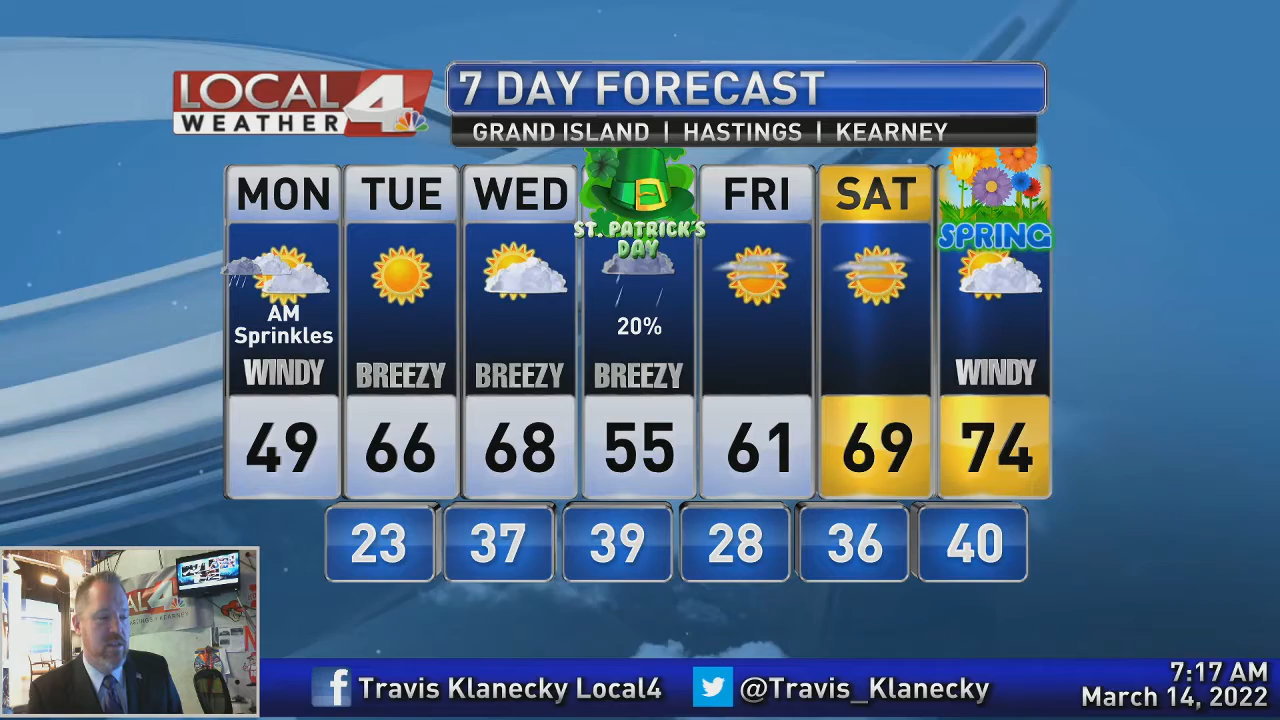 LOCAL 4
WEATHER
7 DAY FORECAST
GRAND ISLAND | HASTINGS | KEARNEY
MON TUE WED FRI SAT
ST. PATRICK'S
DAY
SPRING
AM
Sprinkles
20%
WINDY BREEZY BREEZY BREEZY WINDY
49 66 68 55 61 69 74
23 37 39 28 36 40
f Travis Klanecky Local4 @Travis_Klanecky
7:17 AM
March 14, 2022